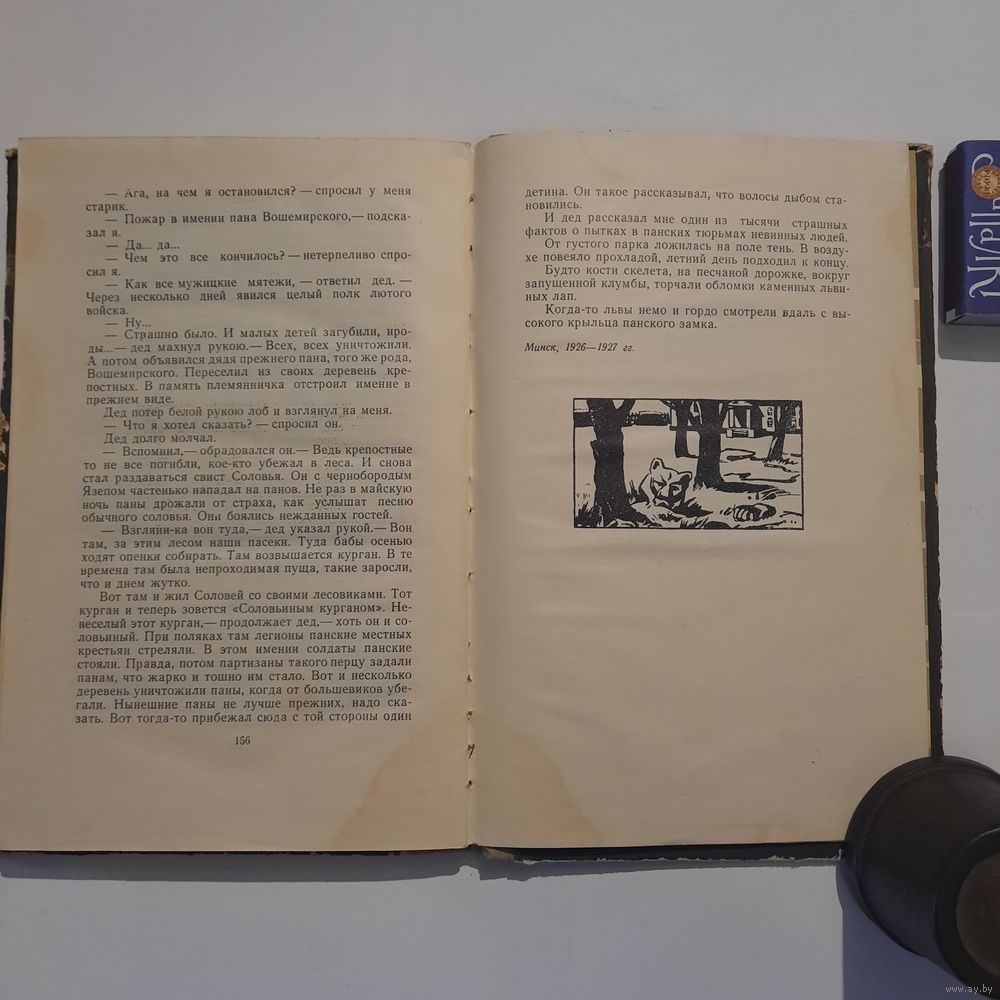 — Ага, на чем я остановился? — спросил у меня
старик.
— Пожар в имении пана Вошемирского,— подска-
зал я.
— Да... да...
— Чем это все кончилось? — нетерпеливо спро-
сил я.
— Как все мужицкие мятежи, — ответил дед. —
Через несколько дней явился целый полк лютого
войска.
— Ну...
— Страшно было. И малых детей загубили, иро-
ды...— дед махнул рукою.— Всех, всех уничтожили.
А потом объявился дядя прежнего пана, того же рода,
Вошемирского. Переселил из своих деревень кре-
постных. В память племянничка отстроил имение в
прежнем виде.
Дед потер белой рукою лоб и взглянул на меня.
— Что я хотел сказать? — спросил он.
Дед долго молчал.
— Вспомнил,— обрадовался он.— Ведь крепостные
то не все погибли, кое-кто убежал в леса. И снова
стал раздаваться свист Соловья. Он с чернобородым
Язепом частенько нападал на панов. Не раз в майскую
ночь паны дрожали от страха, как услышат песню
обычного соловья. Они боялись нежданных гостей.
— Взгляни-ка вон туда,— дед указал рукой.— Вон
там, за этим лесом наши пасеки. Туда бабы осенью
ходят опенки собирать. Там возвышается курган. В те
времена там была непроходимая пуща, такие заросли,
что и днем жутко.
Вот там и жил Соловей со своими лесовиками. Тот
курган и теперь зовется «Соловьиным курганом». Не-
веселый этот курган,— продолжает дед,— хоть он и со-
ловьиный. При поляках там легионы панские местных
крестьян стреляли. В этом имении солдаты панские
стояли. Правда, потом партизаны такого перцу задали
панам, что жарко и тошно им стало. Вот и несколько
деревень уничтожили паны, когда от большевиков убе-
гали. Нынешние паны не лучше прежних, надо ска-
зать. Вот тогда-то прибежал сюда с той стороны один
156
детина. Он такое рассказывал, что волосы дыбом ста-
новились.
И дед рассказал мне один из тысячи страшных
фактов о пытках в панских тюрьмах невинных людей.
От густого парка ложилась на поле тень. В возду-
хе повеяло прохладой, летний день подходил к концу.
Будто кости скелета, на песчаной дорожке, вокруг
запущенной клумбы, торчали обломки каменных льви-
ных лап.
Когда-то львы немо и гордо смотрели вдаль с вы-
сокого крыльца панского замка.
Минск, 1926—1927 гг.
www.ay.by